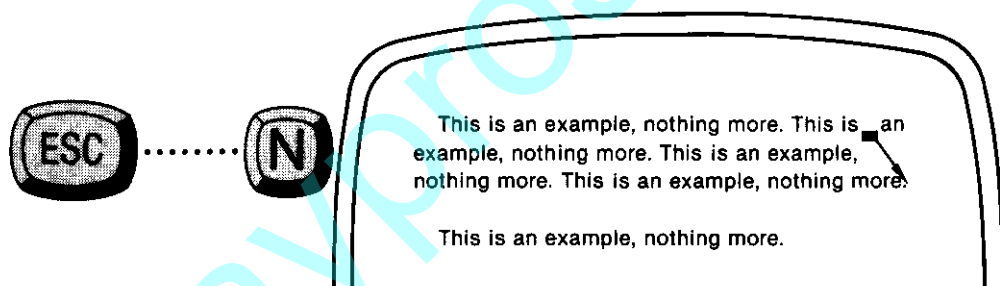 ESC
N
This is an example, nothing more. This is an
example, nothing more. This is an example,
nothing more. This is an example, nothing more.
This is an example, nothing more.